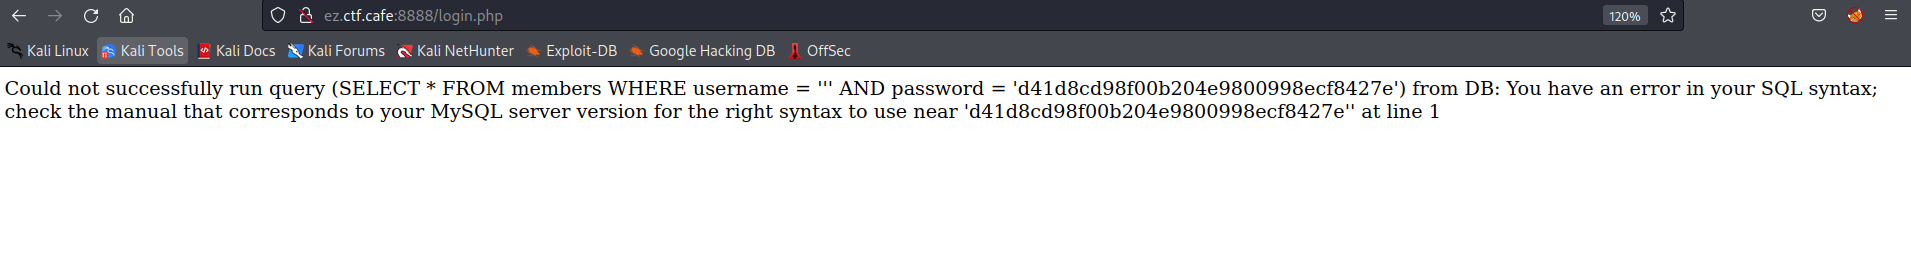 ez.ctf.cafe:8888/login.php
120%
Kali Linux Kali Tools Kali Docs Kali Forums Kali NetHunter Exploit-DB Google Hacking DB OffSec
Could not successfully run query (SELECT * FROM members WHERE username = ''' AND password = 'd41d8cd98f00b204e9800998ecf8427e') from DB: You have an error in your SQL syntax;
check the manual that corresponds to your MySQL server version for the right syntax to use near 'd41d8cd98f00b204e9800998ecf8427e'' at line 1